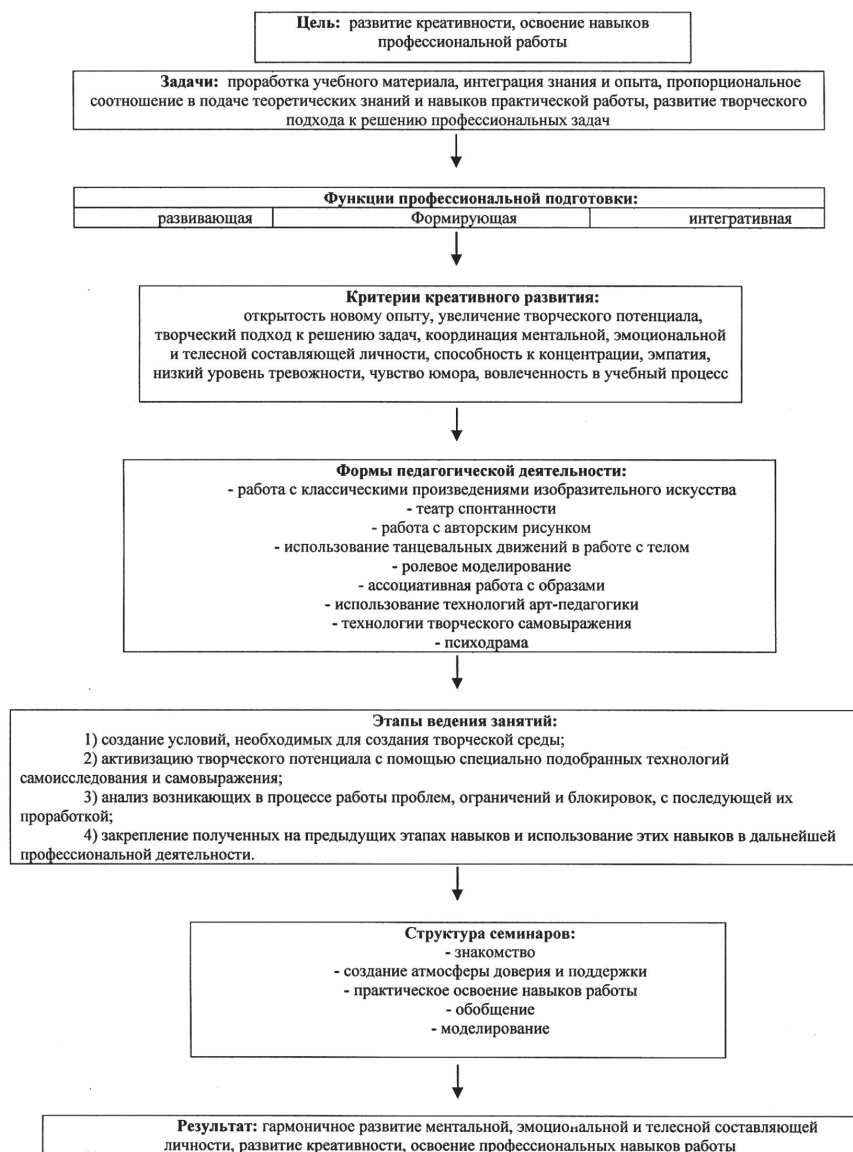 Цель: развитие креативности, освоение навыков
профессиональной работы
Задачи: проработка учебного материала, интеграция знания и опыта, пропорциональное
соотношение в подаче теоретических знаний и навыков практической работы, развитие творческого
подхода к решению профессиональных задач
Функции профессиональной подготовки:
развивающая Формирующая интегративная
Критерии креативного развития:
открытость новому опыту, увеличение творческого потенциала,
творческий подход к решению задач, координация ментальной, эмоциональной
и телесной составляющей личности, способность к концентрации, эмпатия,
низкий уровень тревожности, чувство юмора, вовлеченность в учебный процесс
Формы педагогической деятельности:
- работа с классическими произведениями изобразительного искусства
- театр спонтанности
- работа с авторским рисунком
- использование танцевальных движений в работе с телом
- ролевое моделирование
- ассоциативная работа с образами
- использование технологий арт-педагогики
- технологии творческого самовыражения
- психодрама
Этапы ведения занятий:
1) создание условий, необходимых для создания творческой среды;
2) активизацию творческого потенциала с помощью специально подобранных технологий
самоисследования и самовыражения;
3) анализ возникающих в процессе работы проблем, ограничений и блокировок, с последующей их
проработкой;
4) закрепление полученных на предыдущих этапах навыков и использование этих навыков в дальнейшей
профессиональной деятельности.
Структура семинаров:
- знакомство
- создание атмосферы доверия и поддержки
- практическое освоение навыков работы
- обобщение
- моделирование
Результат: гармоничное развитие ментальной, эмоциональной и телесной составляющей
личности, развитие креативности, освоение профессиональных навыков работы